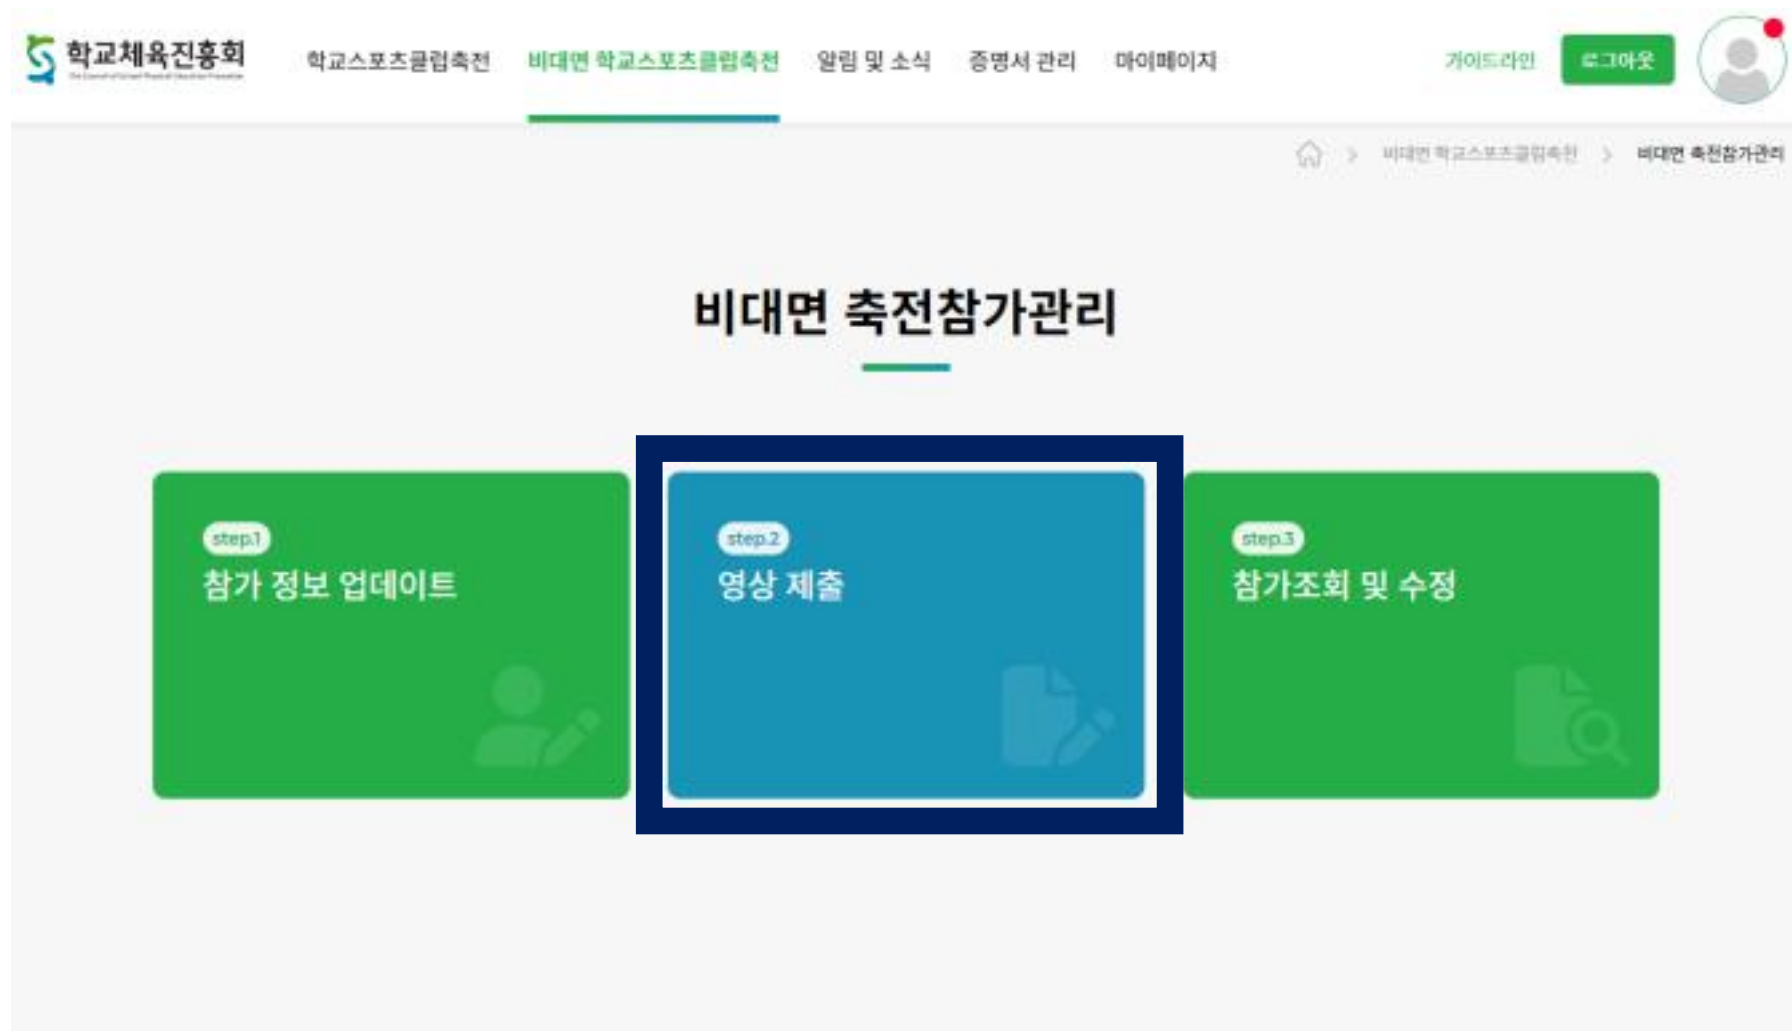 학교체육진흥회
학교스포츠클럽축전 비대면 학교스포츠클럽축전 알림 및 소식 증명서 관리 마이페이지 가이드라인 로그아웃
> 비대면 학교스포츠클럽축전 > 비대면 축전참가관리
비대면 축전참가관리
step.1
참가 정보 업데이트
step.2
영상 제출
step.3
참가조회 및 수정